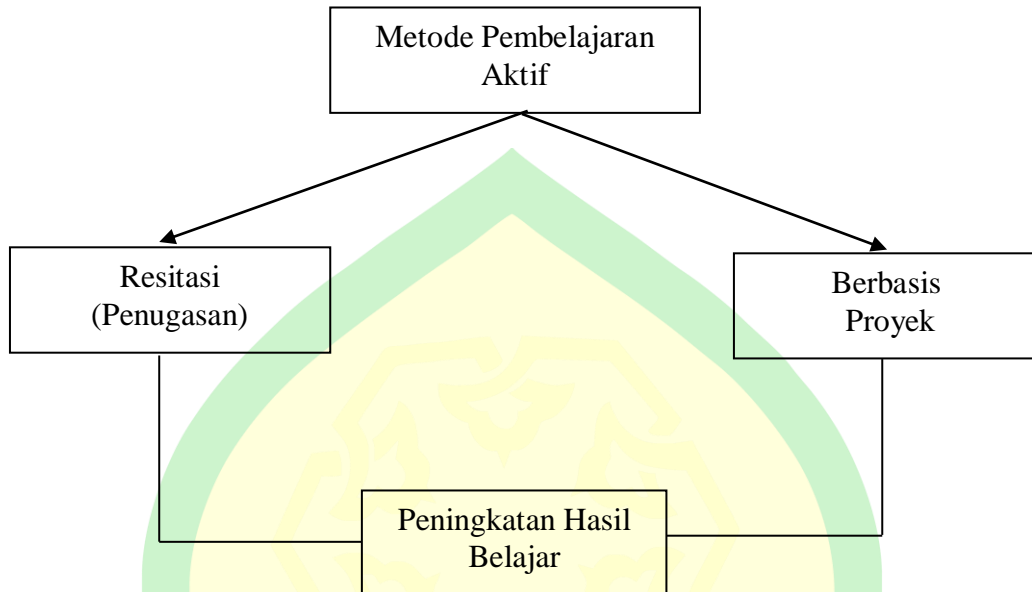 Metode Pembelajaran
Aktif
Resitasi
(Penugasan)
Berbasis
Proyek
Peningkatan Hasil
Belajar